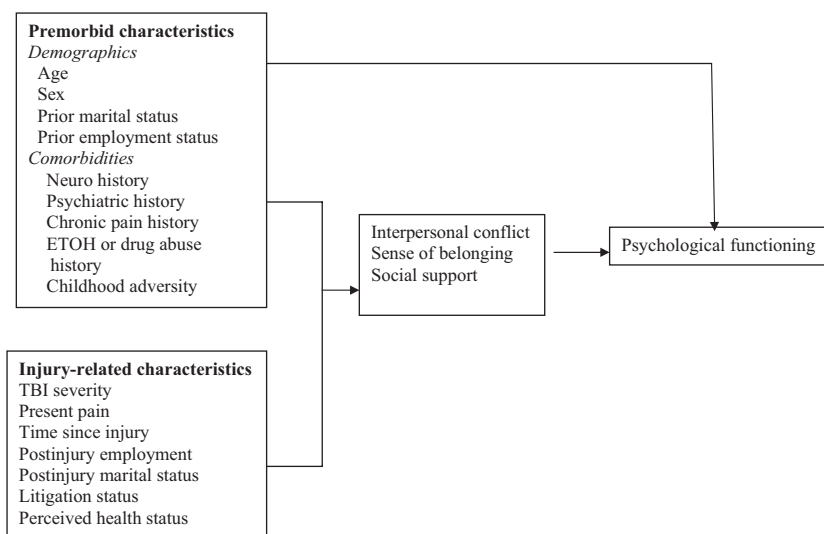 Premorbid characteristics
Demographics
Age
Sex
Prior marital status
Prior employment status
Comorbidities
Neuro history
Psychiatric history
Chronic pain history
ETOH or drug abuse
history
Childhood adversity
Interpersonal conflict
Sense of belonging
Social support
Psychological functioning
Injury-related characteristics
TBI severity
Present pain
Time since injury
Postinjury employment
Postinjury marital status
Litigation status
Perceived health status